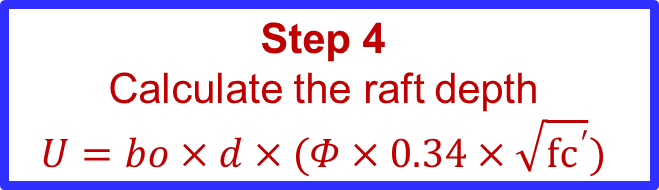 Step 4
Calculate the raft depth
U = bo × d × (Φ × 0.34 × √fc′)